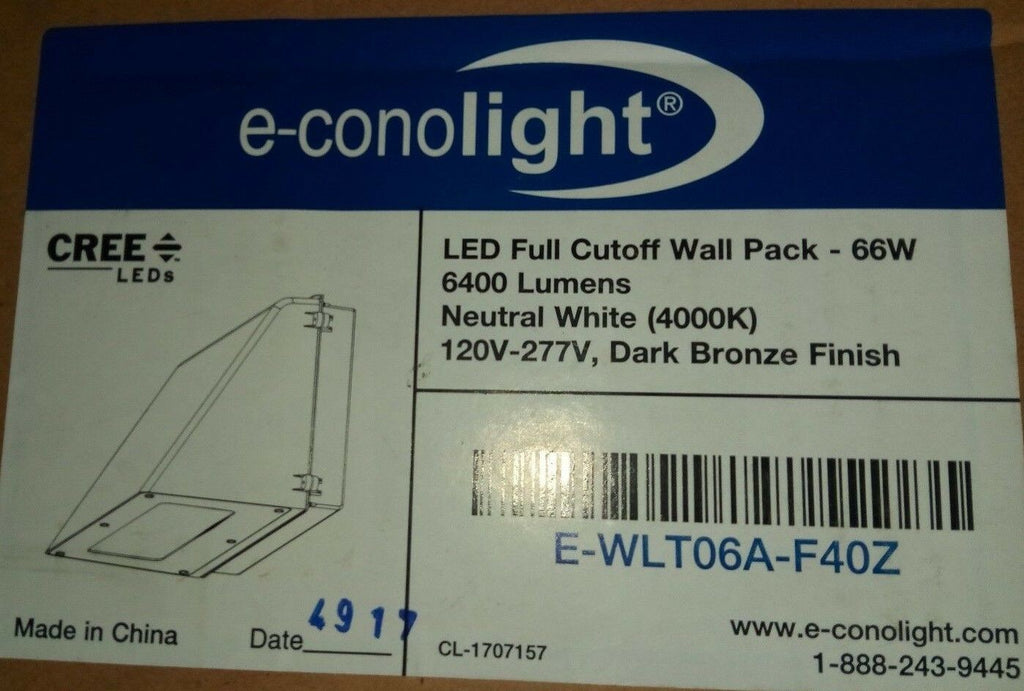 e-conolight®
CREE
LEDs
LED Full Cutoff Wall Pack - 66W
6400 Lumens
Neutral White (4000K)
120V-277V, Dark Bronze Finish
E-WLT06A-F40Z
Made in China
Date 4917
CL-1707157
www.e-conolight.com
1-888-243-9445